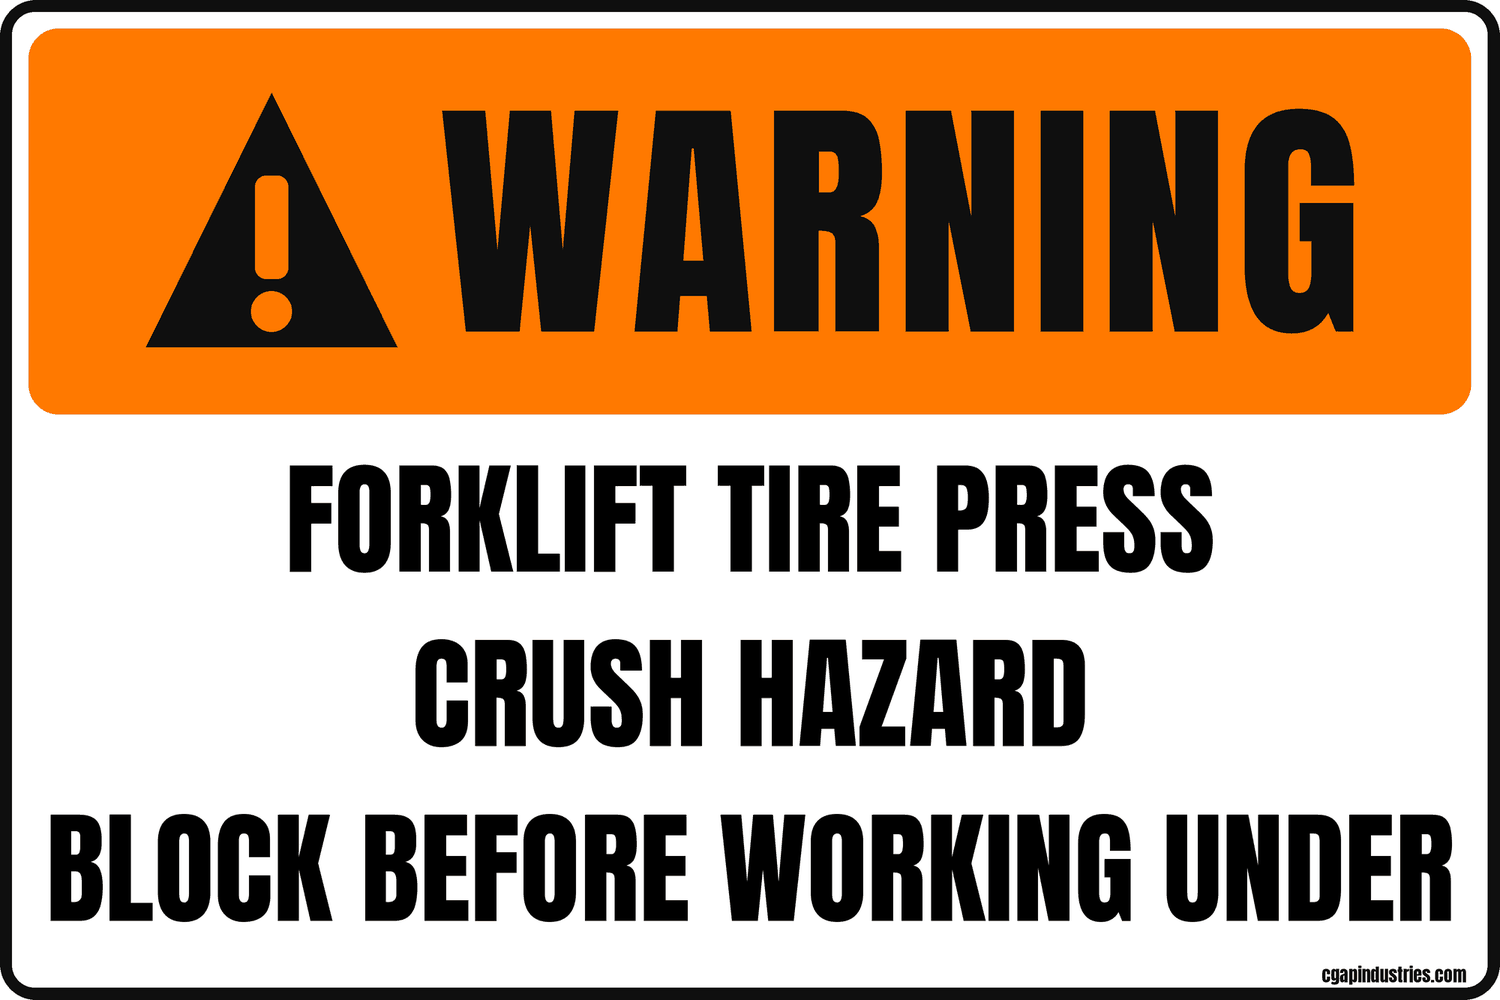 WARNING
FORKLIFT TIRE PRESS
CRUSH HAZARD
BLOCK BEFORE WORKING UNDER
cgapindustries.com